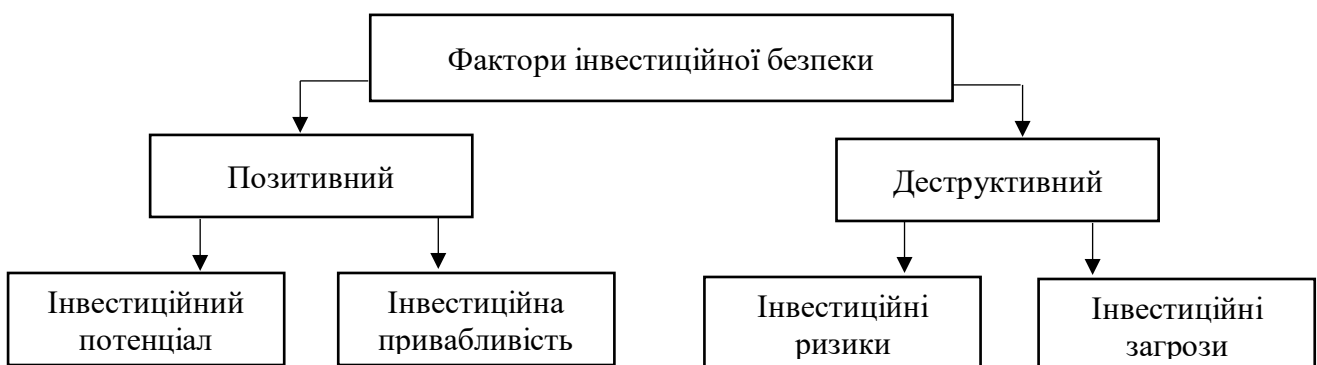 Фактори інвестиційної безпеки
Позитивний
Деструктивний
Інвестиційний
потенціал
Інвестиційна
привабливість
Інвестиційні
ризики
Інвестиційні
загрози